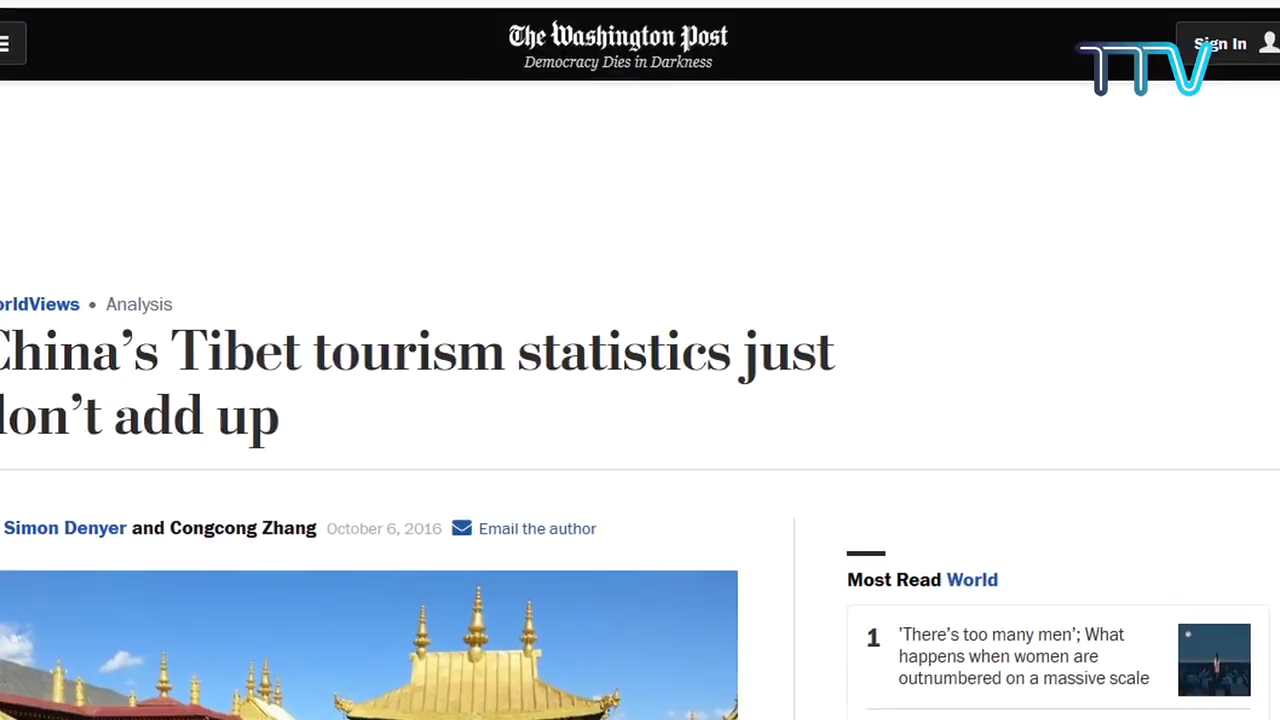 The Washington Post
Democracy Dies in Darkness
Sign In
TTV
orldViews • Analysis
China's Tibet tourism statistics just
don't add up
Simon Denyer and Congcong Zhang October 6, 2016 Email the author
Most Read World
1 'There's too many men'; What
happens when women are
outnumbered on a massive scale